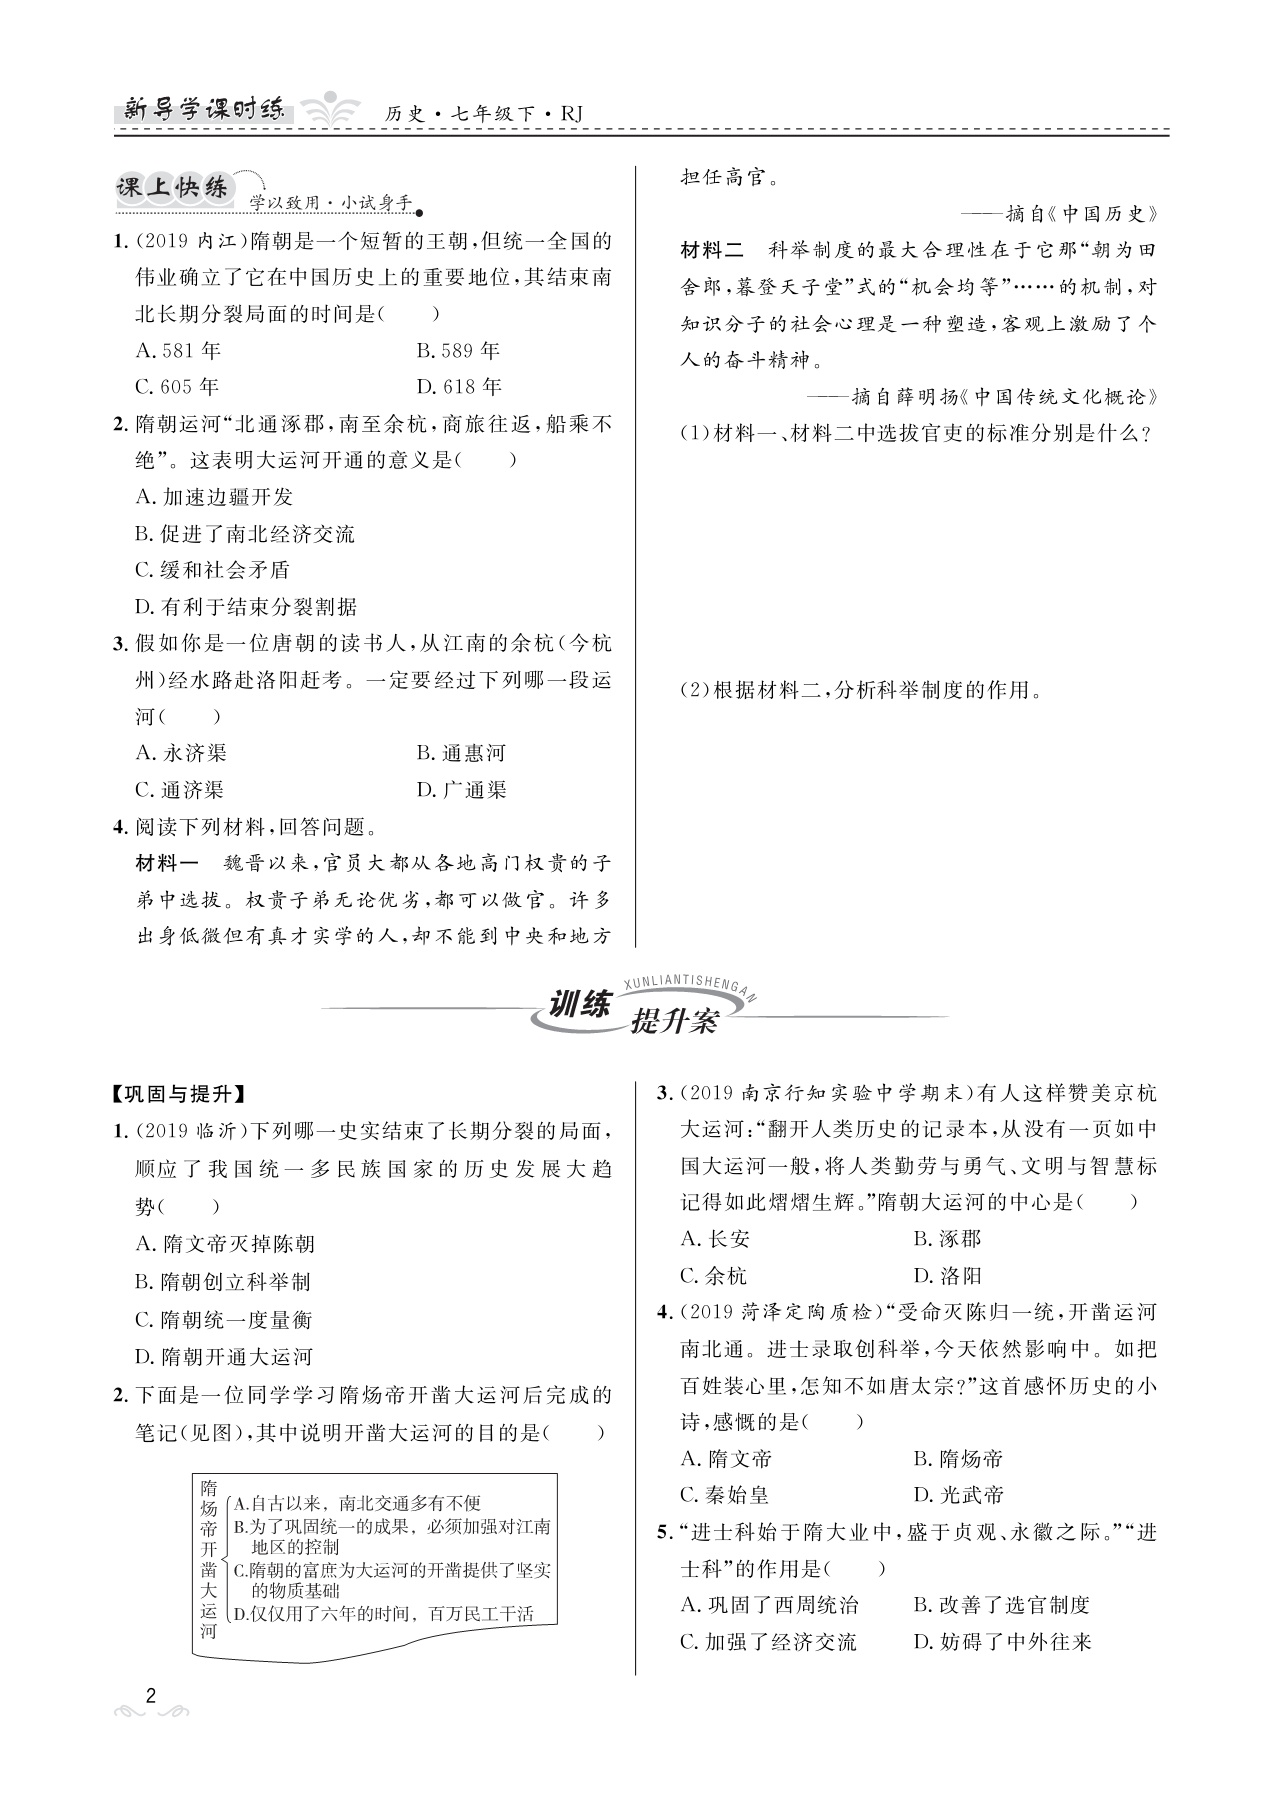 新导学课时练 历史·七年级下·RJ
课上快练 学以致用·小试身手
1. (2019 内江)隋朝是一个短暂的王朝,但统一全国的
伟业确立了它在中国历史上的重要地位,其结束南
北长期分裂局面的时间是(　　)
A. 581 年 B. 589 年
C. 605 年 D. 618 年
2. 隋朝运河“北通涿郡,南至余杭,商旅往返,船乘不
绝”。这表明大运河开通的意义是(　　)
A. 加速边疆开发
B. 促进了南北经济交流
C. 缓和社会矛盾
D. 有利于结束分裂割据
3. 假如你是一位唐朝的读书人,从江南的余杭(今杭
州)经水路赴洛阳赶考。一定要经过下列哪一段运
河(　　)
A. 永济渠 B. 通惠河
C. 通济渠 D. 广通渠
4. 阅读下列材料,回答问题。
材料一　魏晋以来,官员大都从各地高门权贵的子
弟中选拔。权贵子弟无论优劣,都可以做官。许多
出身低微但有真才实学的人,却不能到中央和地方
担任高官。
——摘自《中国历史》
材料二　科举制度的最大合理性在于它那“朝为田
舍郎,暮登天子堂”式的“机会均等”……的机制,对
知识分子的社会心理是一种塑造,客观上激励了个
人的奋斗精神。
——摘自薛明扬《中国传统文化概论》
(1)材料一、材料二中选拔官吏的标准分别是什么?
(2)根据材料二,分析科举制度的作用。
XUNLIANTISHENGAN
训练
提升案
【巩固与提升】
1. (2019 临沂)下列哪一史实结束了长期分裂的局面,
顺应了我国统一多民族国家的历史发展大趋
势(　　)
A. 隋文帝灭掉陈朝
B. 隋朝创立科举制
C. 隋朝统一度量衡
D. 隋朝开通大运河
2. 下面是一位同学学习隋炀帝开凿大运河后完成的
笔记(见图),其中说明开凿大运河的目的是(　　)
隋炀帝开凿大运河
A.自古以来，南北交通多有不便
B.为了巩固统一的成果，必须加强对江南
地区的控制
C.隋朝的富庶为大运河的开凿提供了坚实
的物质基础
D.仅仅用了六年的时间，百万民工干活
3. (2019 南京行知实验中学期末)有人这样赞美京杭
大运河:“翻开人类历史的记录本,从没有一页如中
国大运河一般,将人类勤劳与勇气、文明与智慧标
记得如此熠熠生辉。”隋朝大运河的中心是(　　)
A. 长安 B. 涿郡
C. 余杭 D. 洛阳
4. (2019 菏泽定陶质检)“受命灭陈归一统,开凿运河
南北通。进士录取创科举,今天依然影响中。如把
百姓装心里,怎知不如唐太宗?”这首感怀历史的小
诗,感慨的是(　　)
A. 隋文帝 B. 隋炀帝
C. 秦始皇 D. 光武帝
5. “进士科始于隋大业中,盛于贞观、永徽之际。”“进
士科”的作用是(　　)
A. 巩固了西周统治 B. 改善了选官制度
C. 加强了经济交流 D. 妨碍了中外往来
2